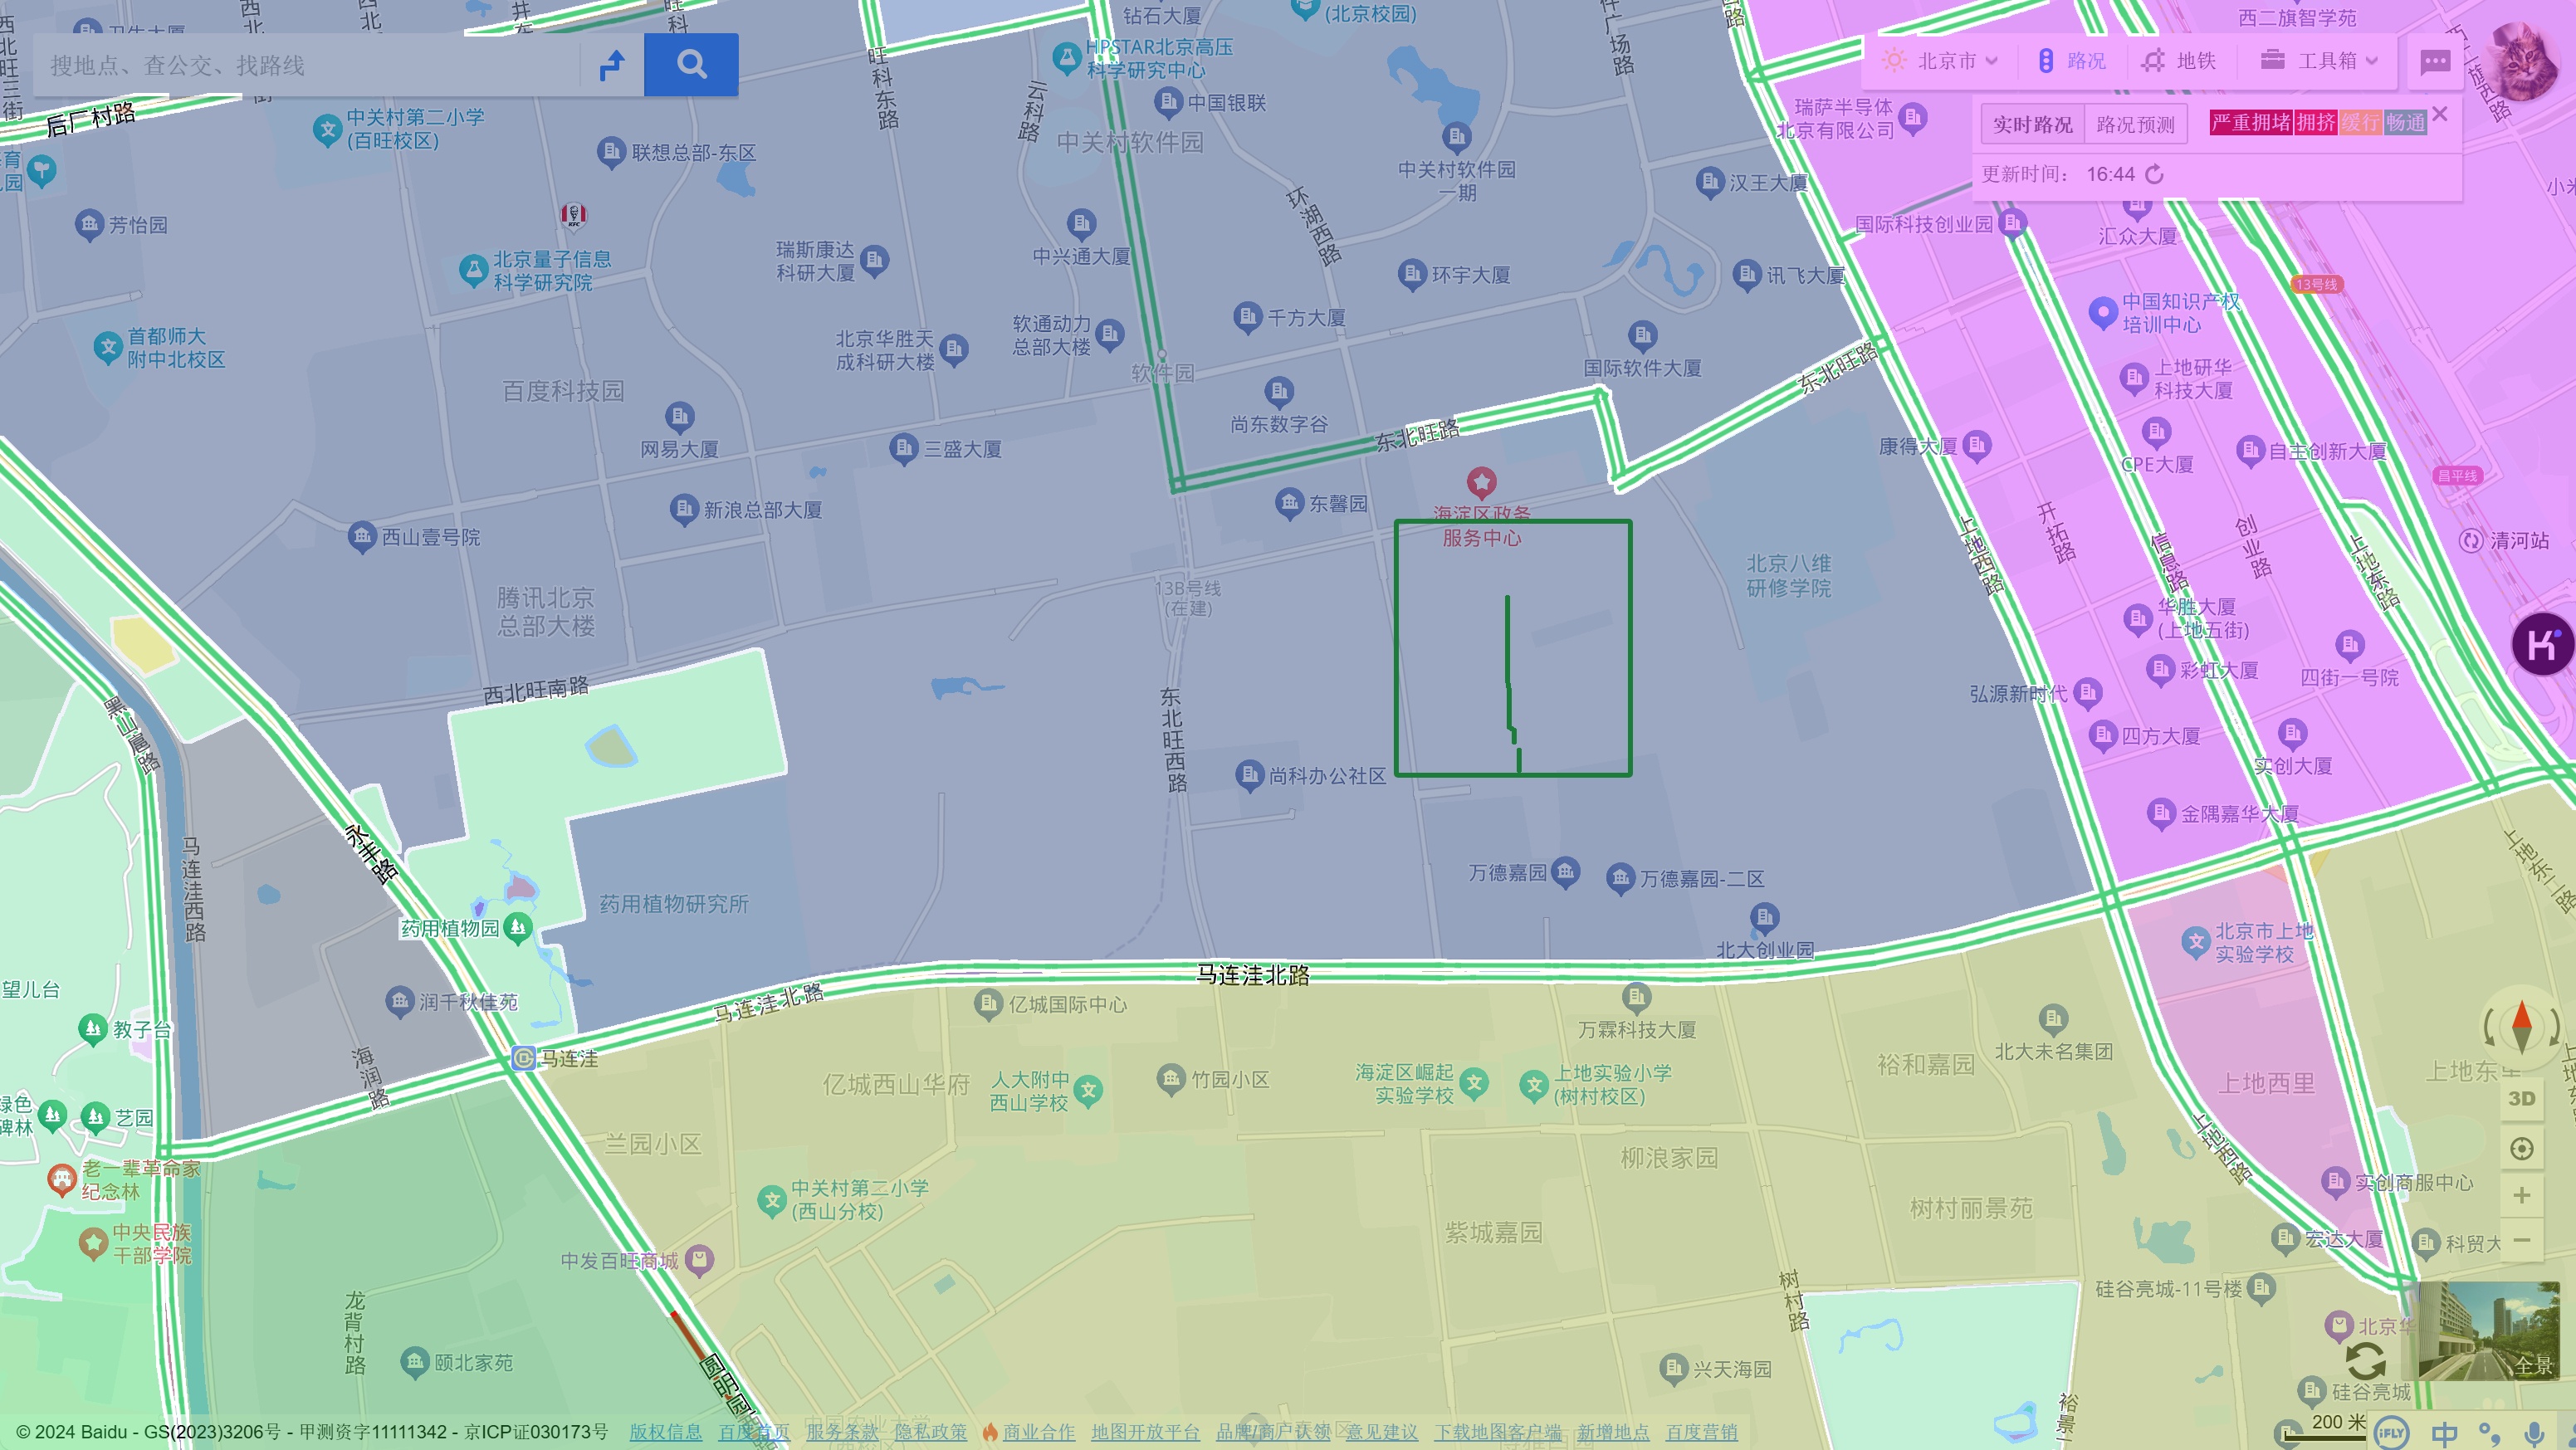 钻石大厦
(北京校园)
西二旗智学苑
搜地点、查公交、找路线
HPSTAR北京高压
科学研究中心
旺科东路
云科路
北京市
路况
地铁
工具箱
后厂村路
中关村第二小学
(百旺校区)
联想总部-东区
中国银联
中关村软件园
中关村软件园
一期
瑞萨半导体
北京有限公司
实时路况
路况预测
严重拥堵
拥挤
缓行
畅通
更新时间： 16:44
汉王大厦
芳怡园
北京量子信息
科学研究院
瑞斯康达
科研大厦
中兴通大厦
环湖西路
环宇大厦
讯飞大厦
国际科技创业园
汇众大厦
13号线
首都师大
附中北校区
百度科技园
北京华胜天
成科研大楼
软通动力
总部大楼
千方大厦
软件园
国际软件大厦
东北旺路
中国知识产权
培训中心
上地研华
科技大厦
网易大厦
三盛大厦
尚东数字谷
东北旺路
康得大厦
CPE大厦
自主创新大厦
昌平线
新浪总部大厦
西山壹号院
东馨园
海淀区政务
服务中心
上地西路
开拓路
信息路
创业路
上地东路
清河站
腾讯北京
总部大楼
13B号线
(在建)
北京八维
研修学院
华胜大厦
(上地五街)
彩虹大厦
四街一号院
西北旺南路
黑山扈路
东北旺西路
弘源新时代
四方大厦
实创大厦
尚科办公社区
金隅嘉华大厦
永丰路
马连洼西路
药用植物研究所
药用植物园
万德嘉园
万德嘉园-二区
北大创业园
北京市上地
实验学校
上地东二路
望儿台
教子台
润千秋佳苑
马连洼北路
马连洼北路
亿城国际中心
万霖科技大厦
北大未名集团
裕和嘉园
马连洼
海润路
亿城西山华府
人大附中
西山学校
竹园小区
海淀区崛起
实验学校
上地实验小学
(树村校区)
上地西里
3D
艺园
兰园小区
柳浪家园
上地西路
老一辈革命家
纪念林
中关村第二小学
(西山分校)
树村丽景苑
实创商服中心
中央民族
干部学院
中发百旺商城
紫城嘉园
宏达大厦
龙背村路
树村路
硅谷亮城-11号楼
颐北家苑
圆明园
兴天海园
全景
硅谷亮城
© 2024 Baidu - GS(2023)3206号 - 甲测资字11111342 - 京ICP证030173号 版权信息 百度首页 服务条款 隐私政策 商业合作 地图开放平台 品牌/商户认领 意见建议 下载地图客户端 新增地点 百度营销
200 米
iFLY
中